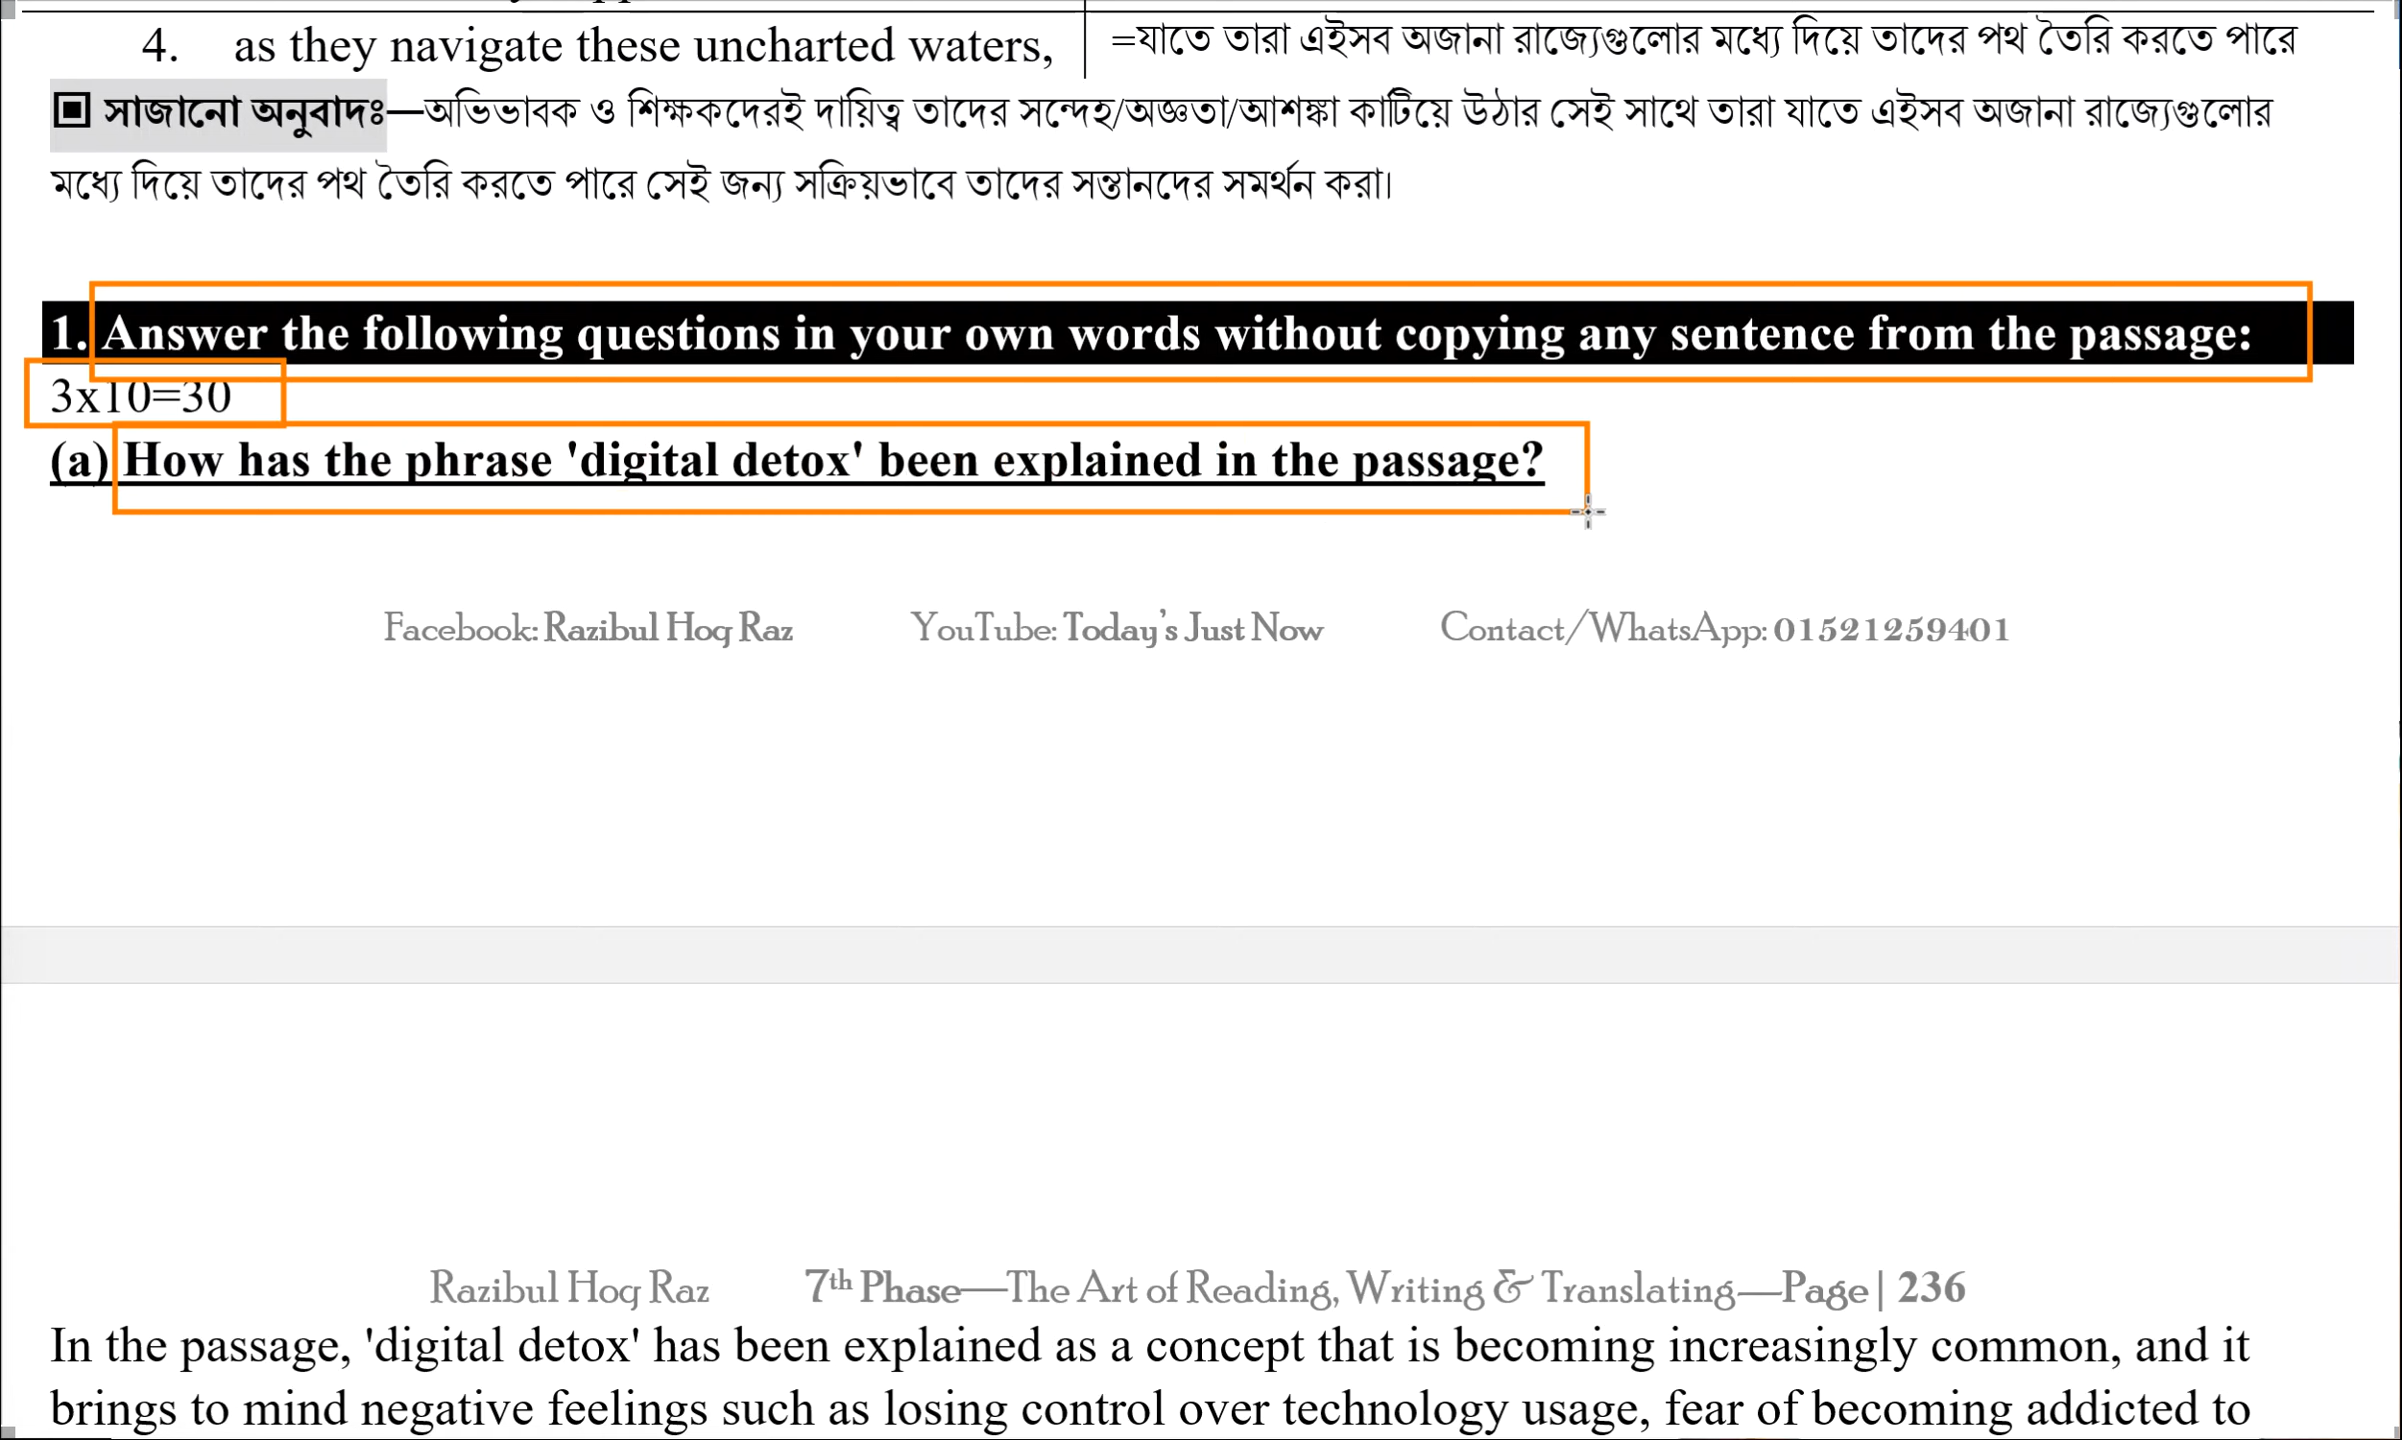 4. as they navigate these uncharted waters, =যাতে তারা এইসব অজানা রাজ্যেগুলোর মধ্যে দিয়ে তাদের পথ তৈরি করতে পারে
▣ সাজানো অনুবাদঃ—অভিভাবক ও শিক্ষকদেরই দায়িত্ব তাদের সন্দেহ/অজ্ঞতা/আশঙ্কা কাটিয়ে উঠার সেই সাথে তারা যাতে এইসব অজানা রাজ্যেগুলোর
মধ্যে দিয়ে তাদের পথ তৈরি করতে পারে সেই জন্য সক্রিয়ভাবে তাদের সন্তানদের সমর্থন করা।
1. Answer the following questions in your own words without copying any sentence from the passage:
3x10=30
(a) How has the phrase 'digital detox' been explained in the passage?
Facebook: Razibul Hoq Raz YouTube: Today's Just Now Contact/WhatsApp: 01521259401
Razibul Hoq Raz 7th Phase—The Art of Reading, Writing & Translating—Page | 236
In the passage, 'digital detox' has been explained as a concept that is becoming increasingly common, and it
brings to mind negative feelings such as losing control over technology usage, fear of becoming addicted to